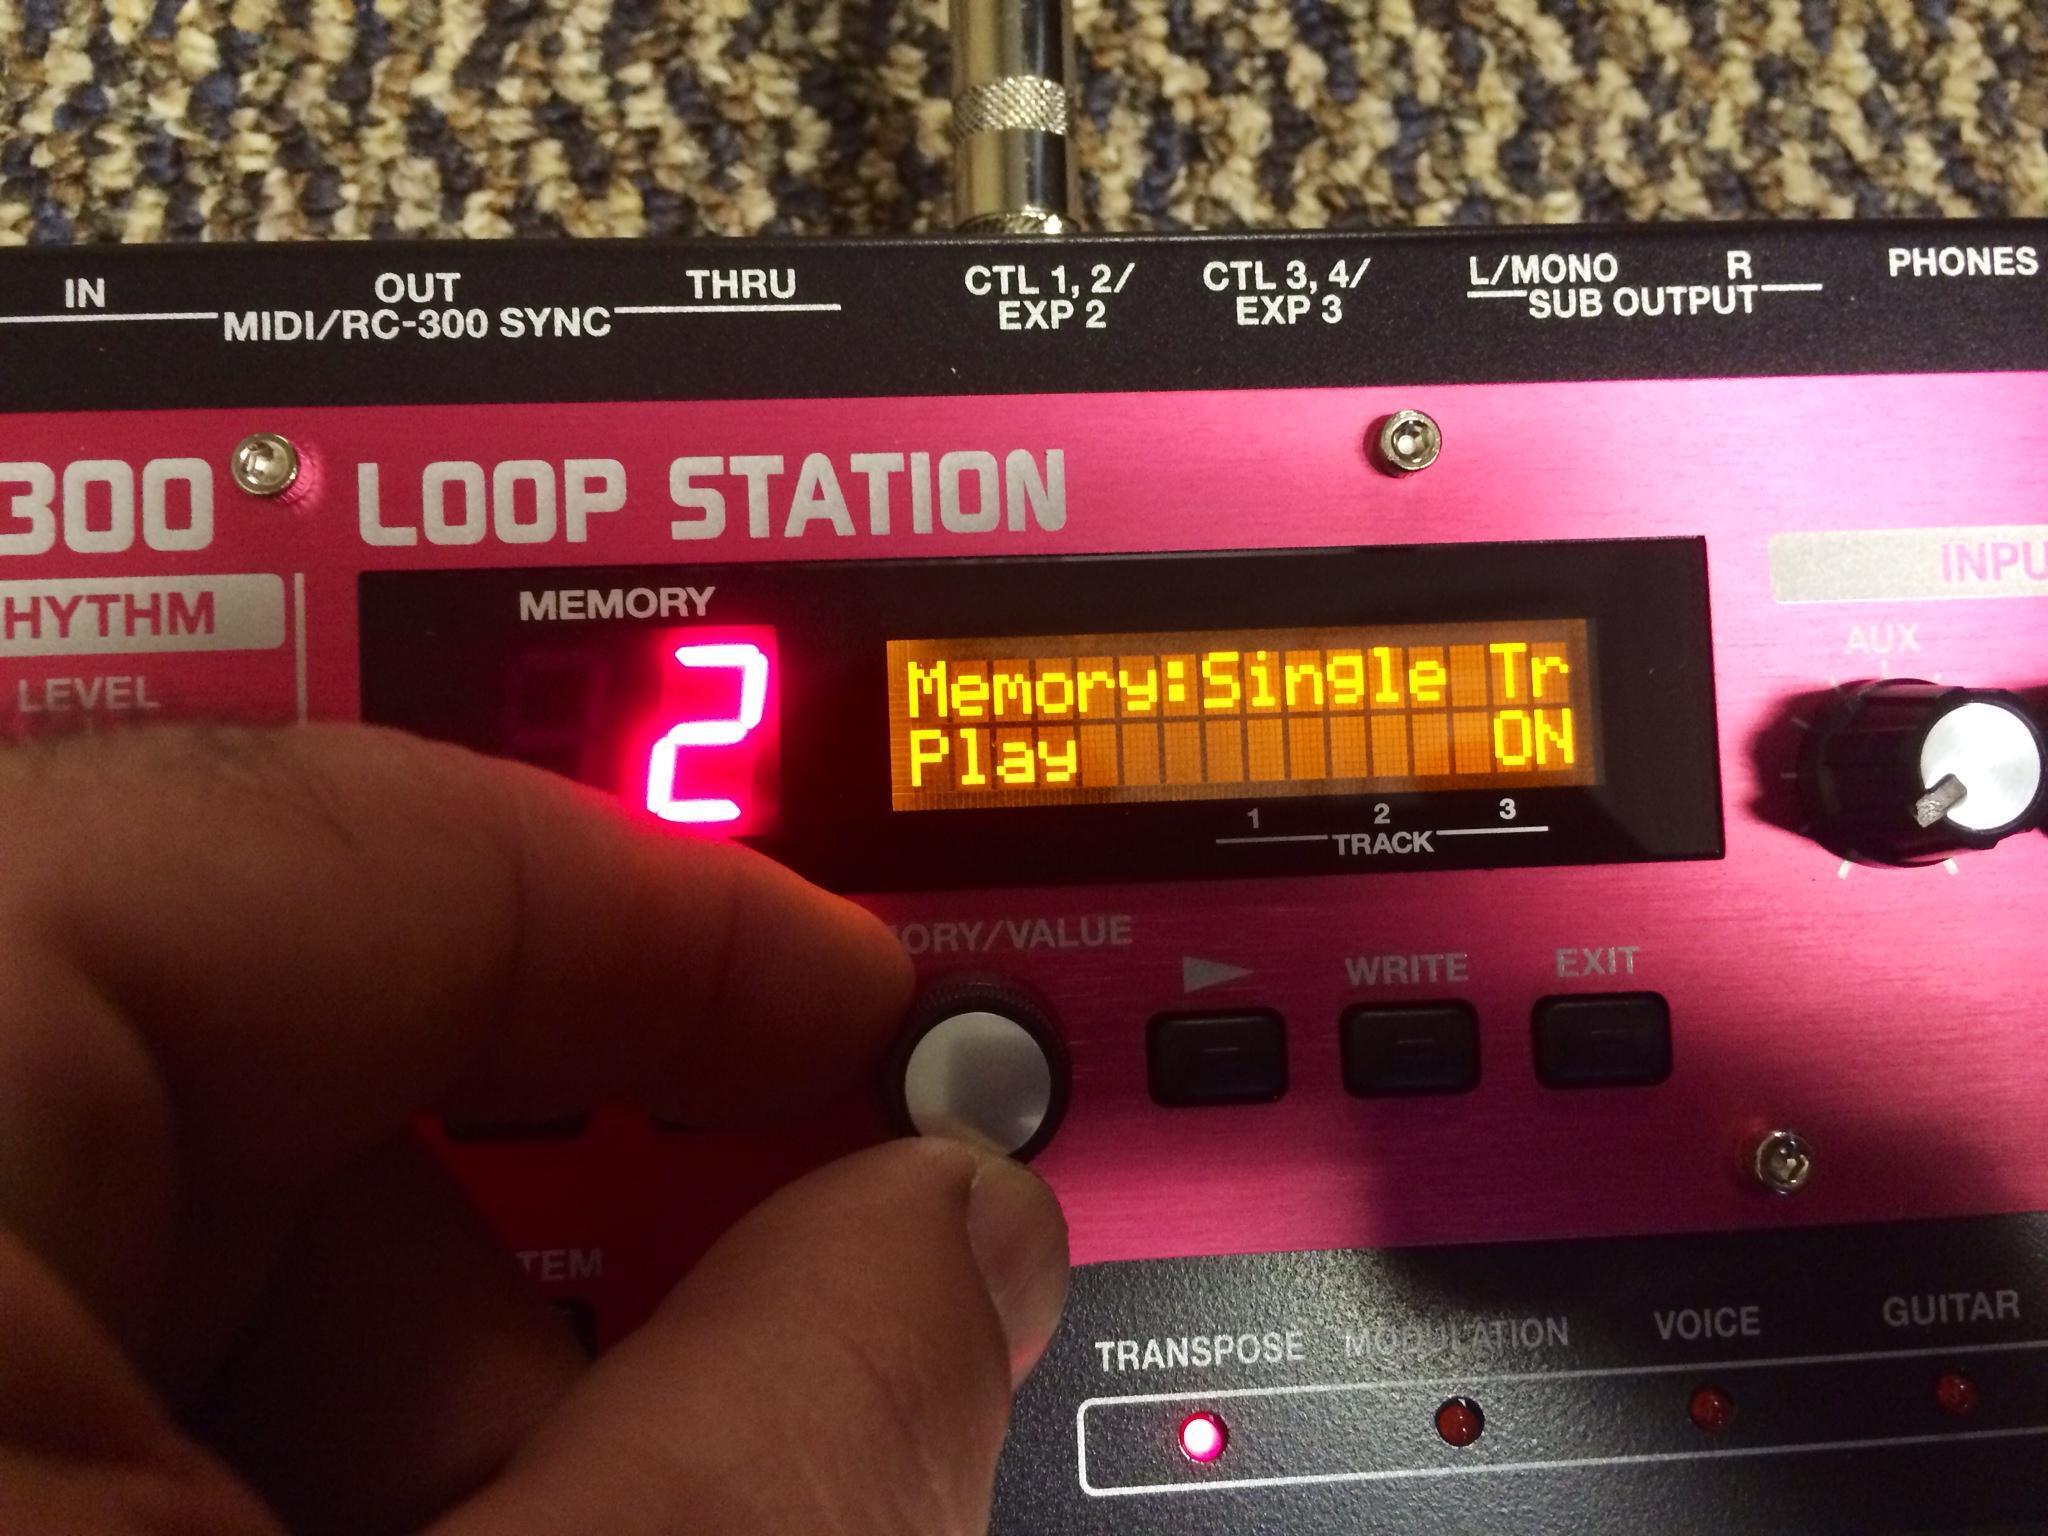 IN
OUT
THRU
MIDI/RC-300 SYNC
CTL 1, 2/
EXP 2
CTL 3, 4/
EXP 3
L/MONO
R
SUB OUTPUT
PHONES
300
LOOP STATION
HYTHM
LEVEL
MEMORY
2
Memory:Single Tr
Play ON
1 2 3
TRACK
INPU
AUX
ORY/VALUE
WRITE
EXIT
TEM
TRANSPOSE
MODULATION
VOICE
GUITAR